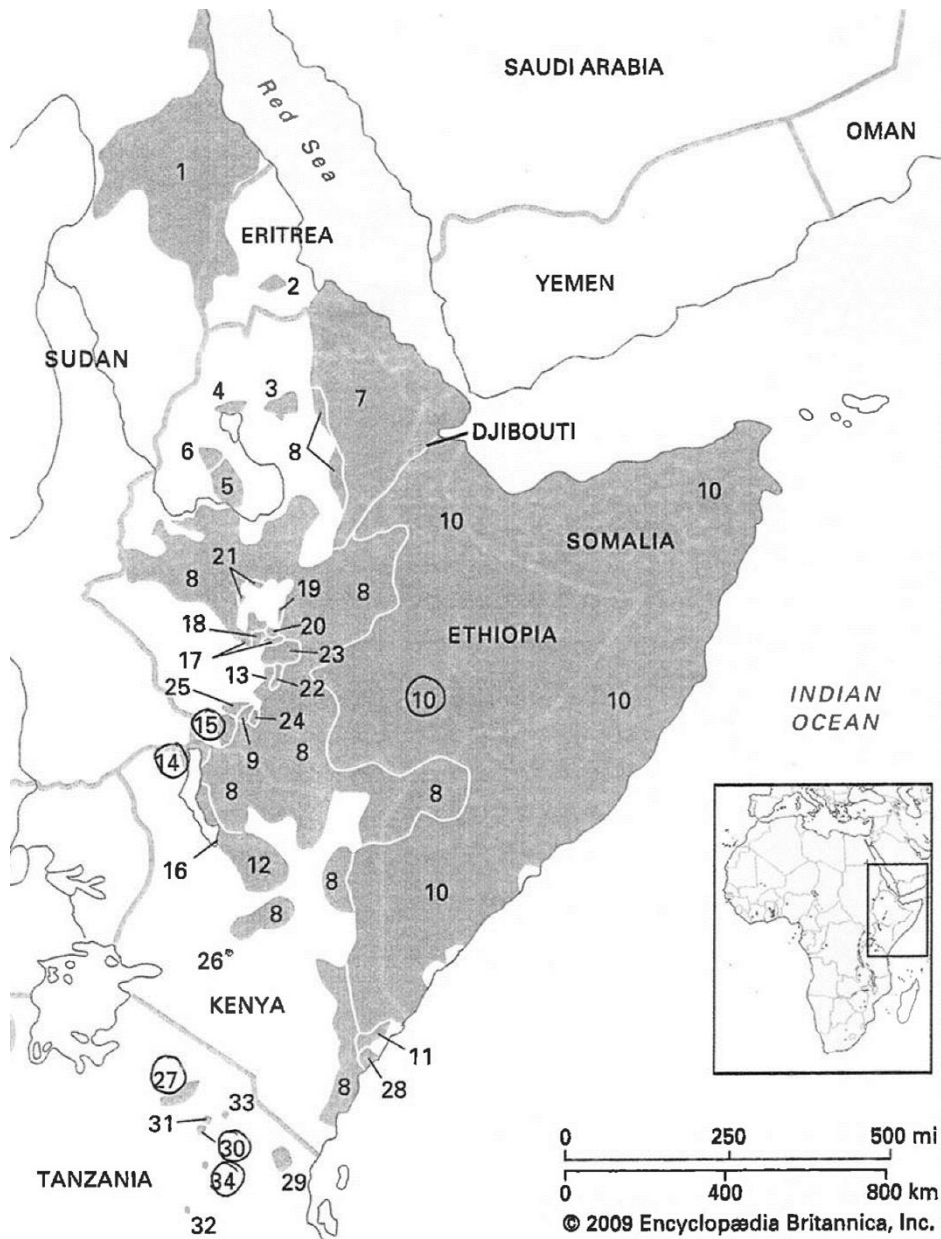 SAUDI ARABIA
Red Sea
OMAN
1
ERITREA
2
YEMEN
SUDAN
4 3 7
DJIBOUTI
6 8
5
10
10
SOMALIA
21
8 19 8
18 20 ETHIOPIA
17 23
13 22
25 10 10
INDIAN
OCEAN
15 24
9 8
14
8 8
16 12
8 10
8
26
KENYA
11
27 8 28
33
31
30
TANZANIA 34 29
32
0 250 500 mi
0 400 800 km
© 2009 Encyclopædia Britannica, Inc.